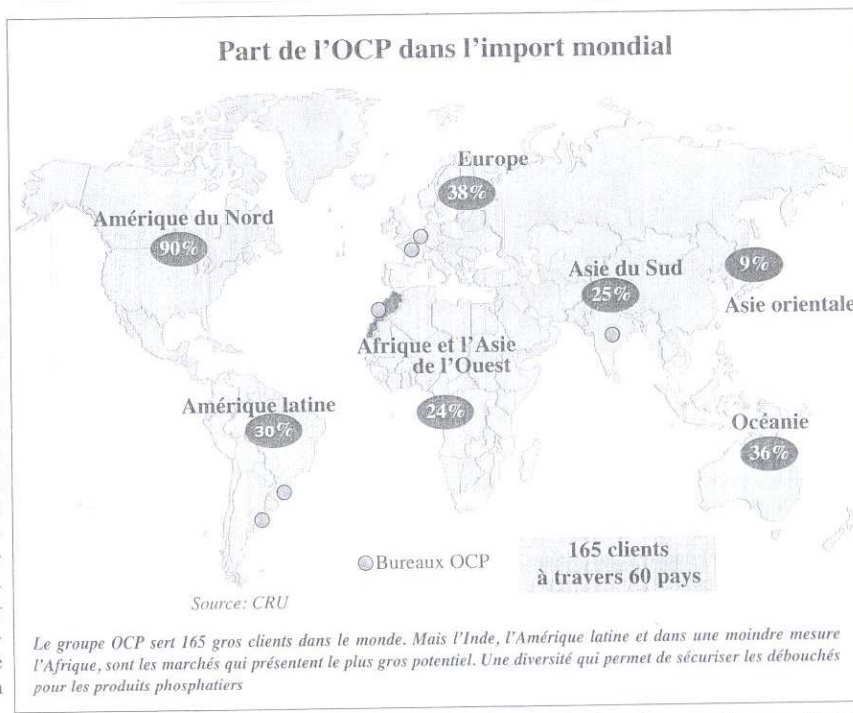 Part de l'OCP dans l'import mondial
Europe
38%
Amérique du Nord
90%
Asie du Sud
25%
9%
Asie orientale
Afrique et l'Asie
de l'Ouest
24%
Amérique latine
30%
Océanie
36%
Bureaux OCP
165 clients
à travers 60 pays
Source: CRU
Le groupe OCP sert 165 gros clients dans le monde. Mais l'Inde, l'Amérique latine et dans une moindre mesure
l'Afrique, sont les marchés qui présentent le plus gros potentiel. Une diversité qui permet de sécuriser les débouchés
pour les produits phosphatiers